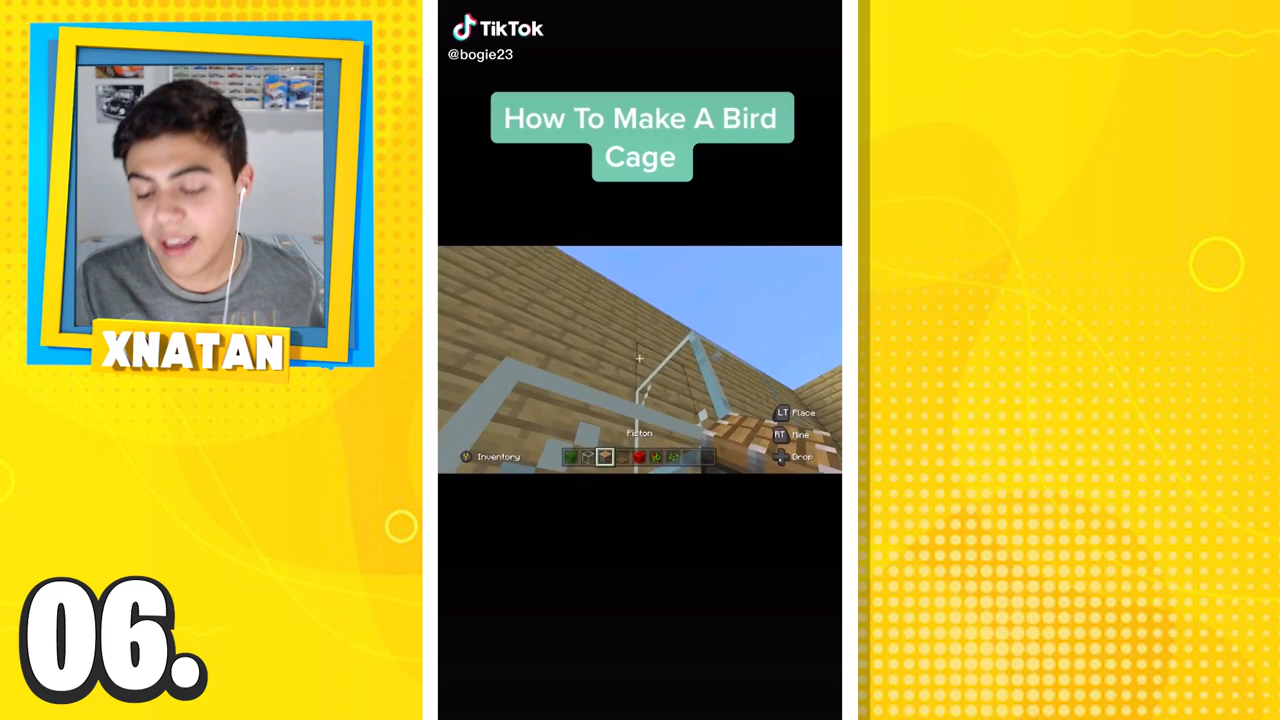 TikTok
@bogie23
How To Make A Bird
Cage
XNATAN
Piston
LT Place
RT Mine
Drop
Y Inventory
06.